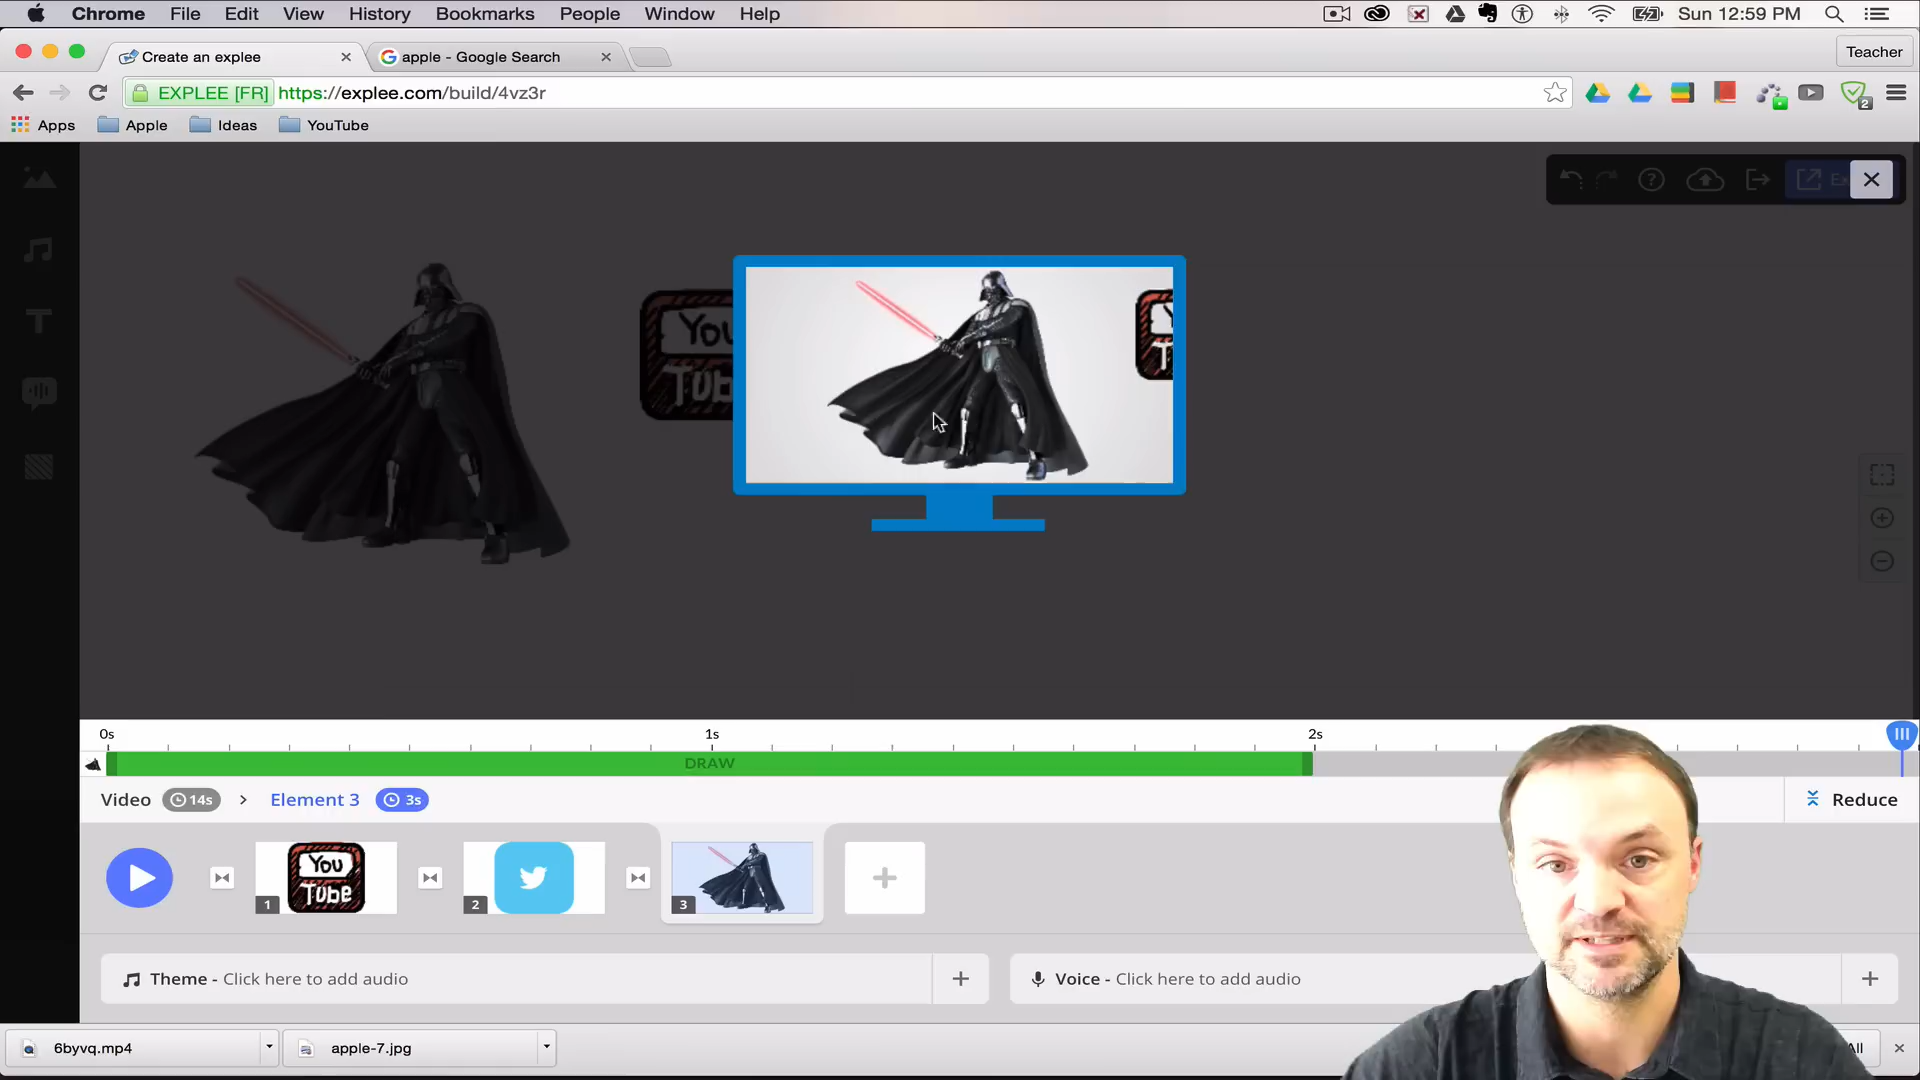 Chrome File Edit View History Bookmarks People Window Help Sun 12:59 PM
Create an explee apple - Google Search Teacher
EXPLEE [FR] https://explee.com/build/4vz3r
2
Apps Apple Ideas YouTube
You
Tub
0s 1s 2s
DRAW
Video 14s > Element 3 3s Reduce
You
Tube
1 2 3
Theme - Click here to add audio + Voice - Click here to add audio +
6byvq.mp4 apple-7.jpg All